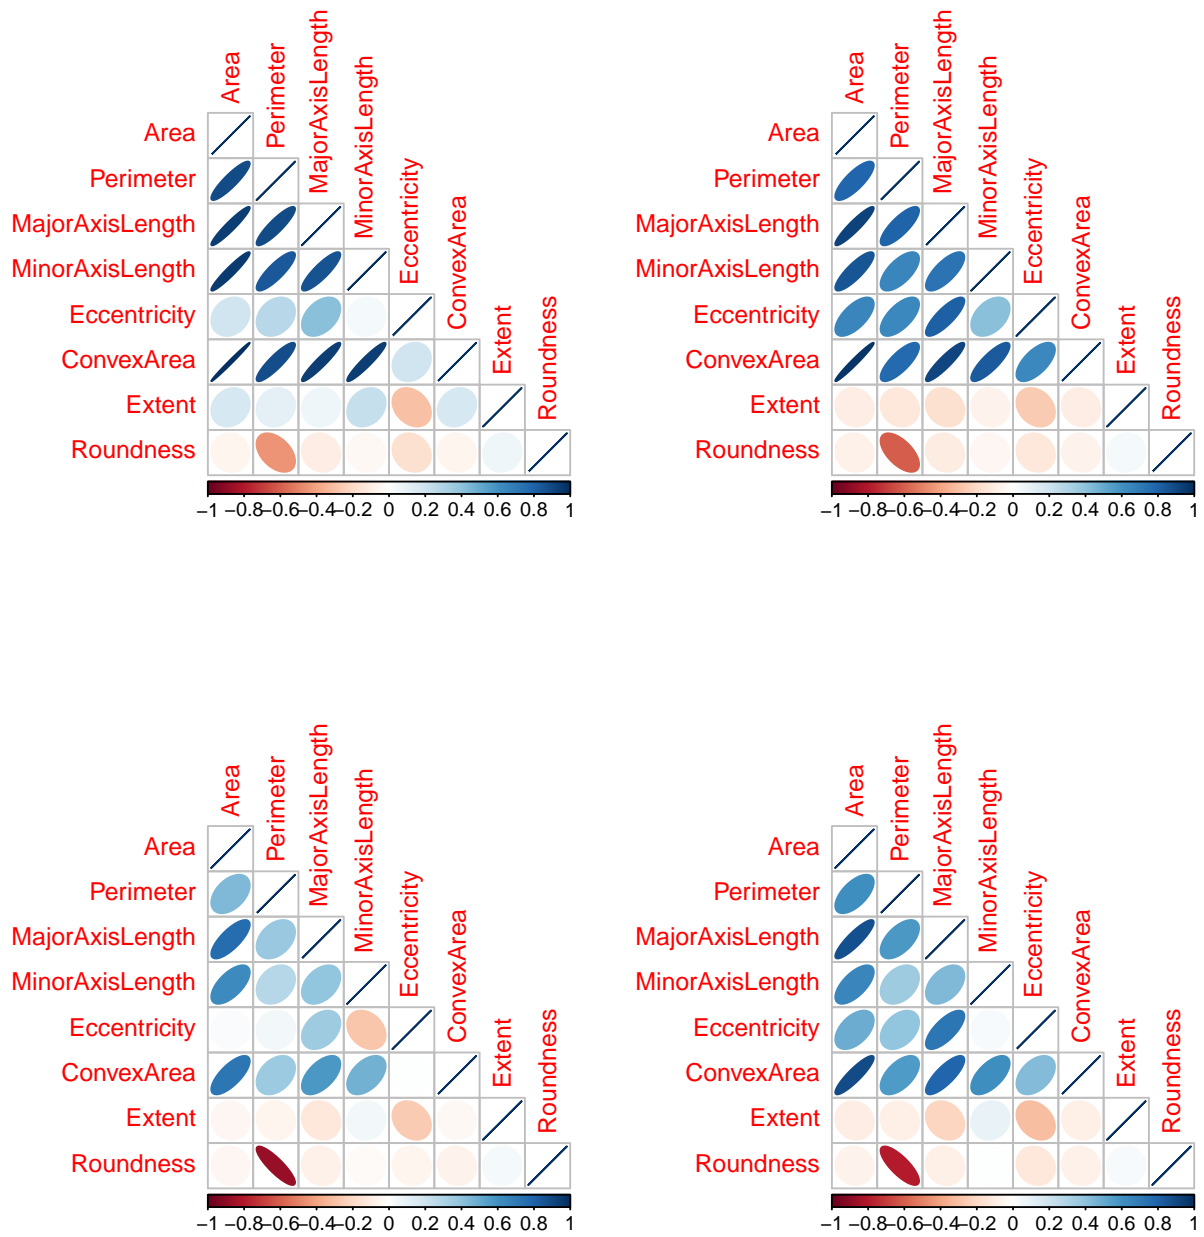 Area
Perimeter
MajorAxisLength
MinorAxisLength
Eccentricity
ConvexArea
Extent
Roundness
Area
Perimeter
MajorAxisLength
MinorAxisLength
Eccentricity
ConvexArea
Extent
Roundness
−1 −0.8 −0.6 −0.4 −0.2 0 0.2 0.4 0.6 0.8 1
Area
Perimeter
MajorAxisLength
MinorAxisLength
Eccentricity
ConvexArea
Extent
Roundness
Area
Perimeter
MajorAxisLength
MinorAxisLength
Eccentricity
ConvexArea
Extent
Roundness
−1 −0.8 −0.6 −0.4 −0.2 0 0.2 0.4 0.6 0.8 1
Area
Perimeter
MajorAxisLength
MinorAxisLength
Eccentricity
ConvexArea
Extent
Roundness
Area
Perimeter
MajorAxisLength
MinorAxisLength
Eccentricity
ConvexArea
Extent
Roundness
−1 −0.8 −0.6 −0.4 −0.2 0 0.2 0.4 0.6 0.8 1
Area
Perimeter
MajorAxisLength
MinorAxisLength
Eccentricity
ConvexArea
Extent
Roundness
Area
Perimeter
MajorAxisLength
MinorAxisLength
Eccentricity
ConvexArea
Extent
Roundness
−1 −0.8 −0.6 −0.4 −0.2 0 0.2 0.4 0.6 0.8 1